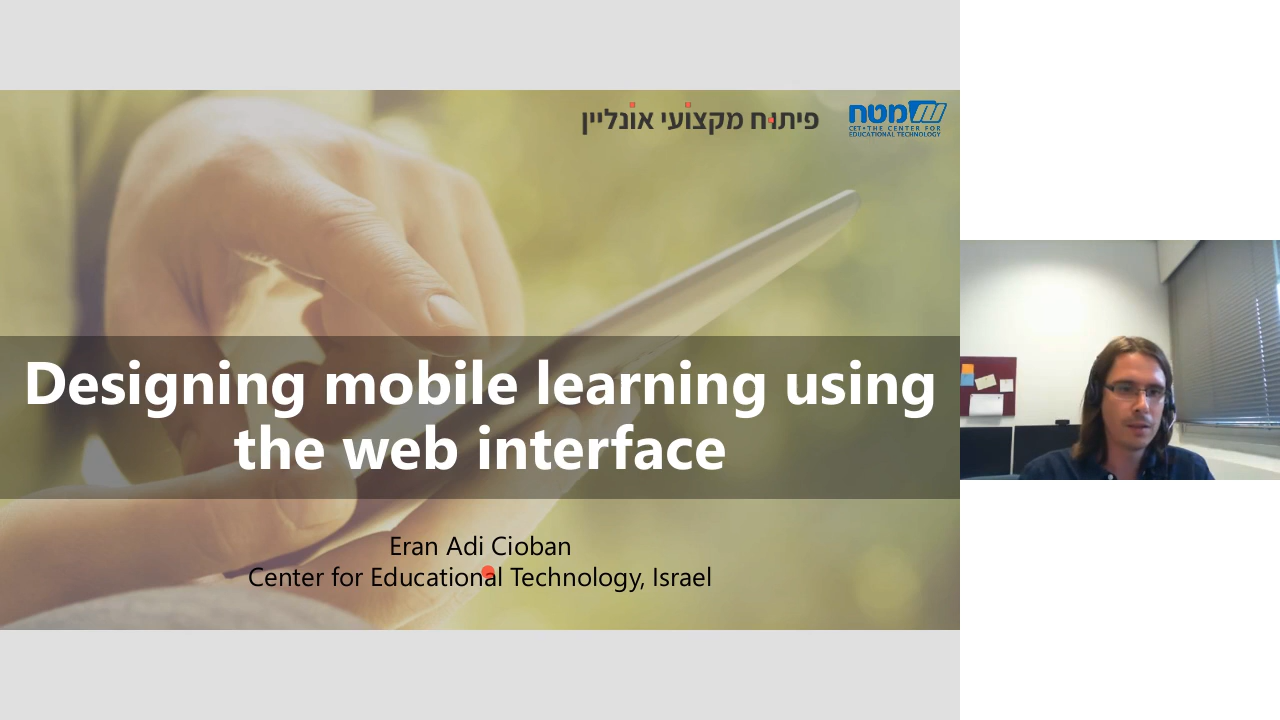 פיתוח מקצועי אונליין
מטח
CET•THE CENTER FOR
EDUCATIONAL TECHNOLOGY
Designing mobile learning using
the web interface
Eran Adi Cioban
Center for Educational Technology, Israel